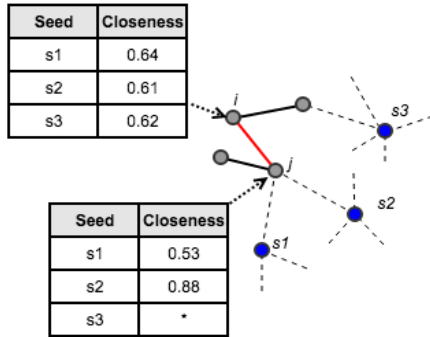 Seed Closeness
s1 0.64
s2 0.61
s3 0.62
i
s3
j
s2
s1
Seed Closeness
s1 0.53
s2 0.88
s3 *